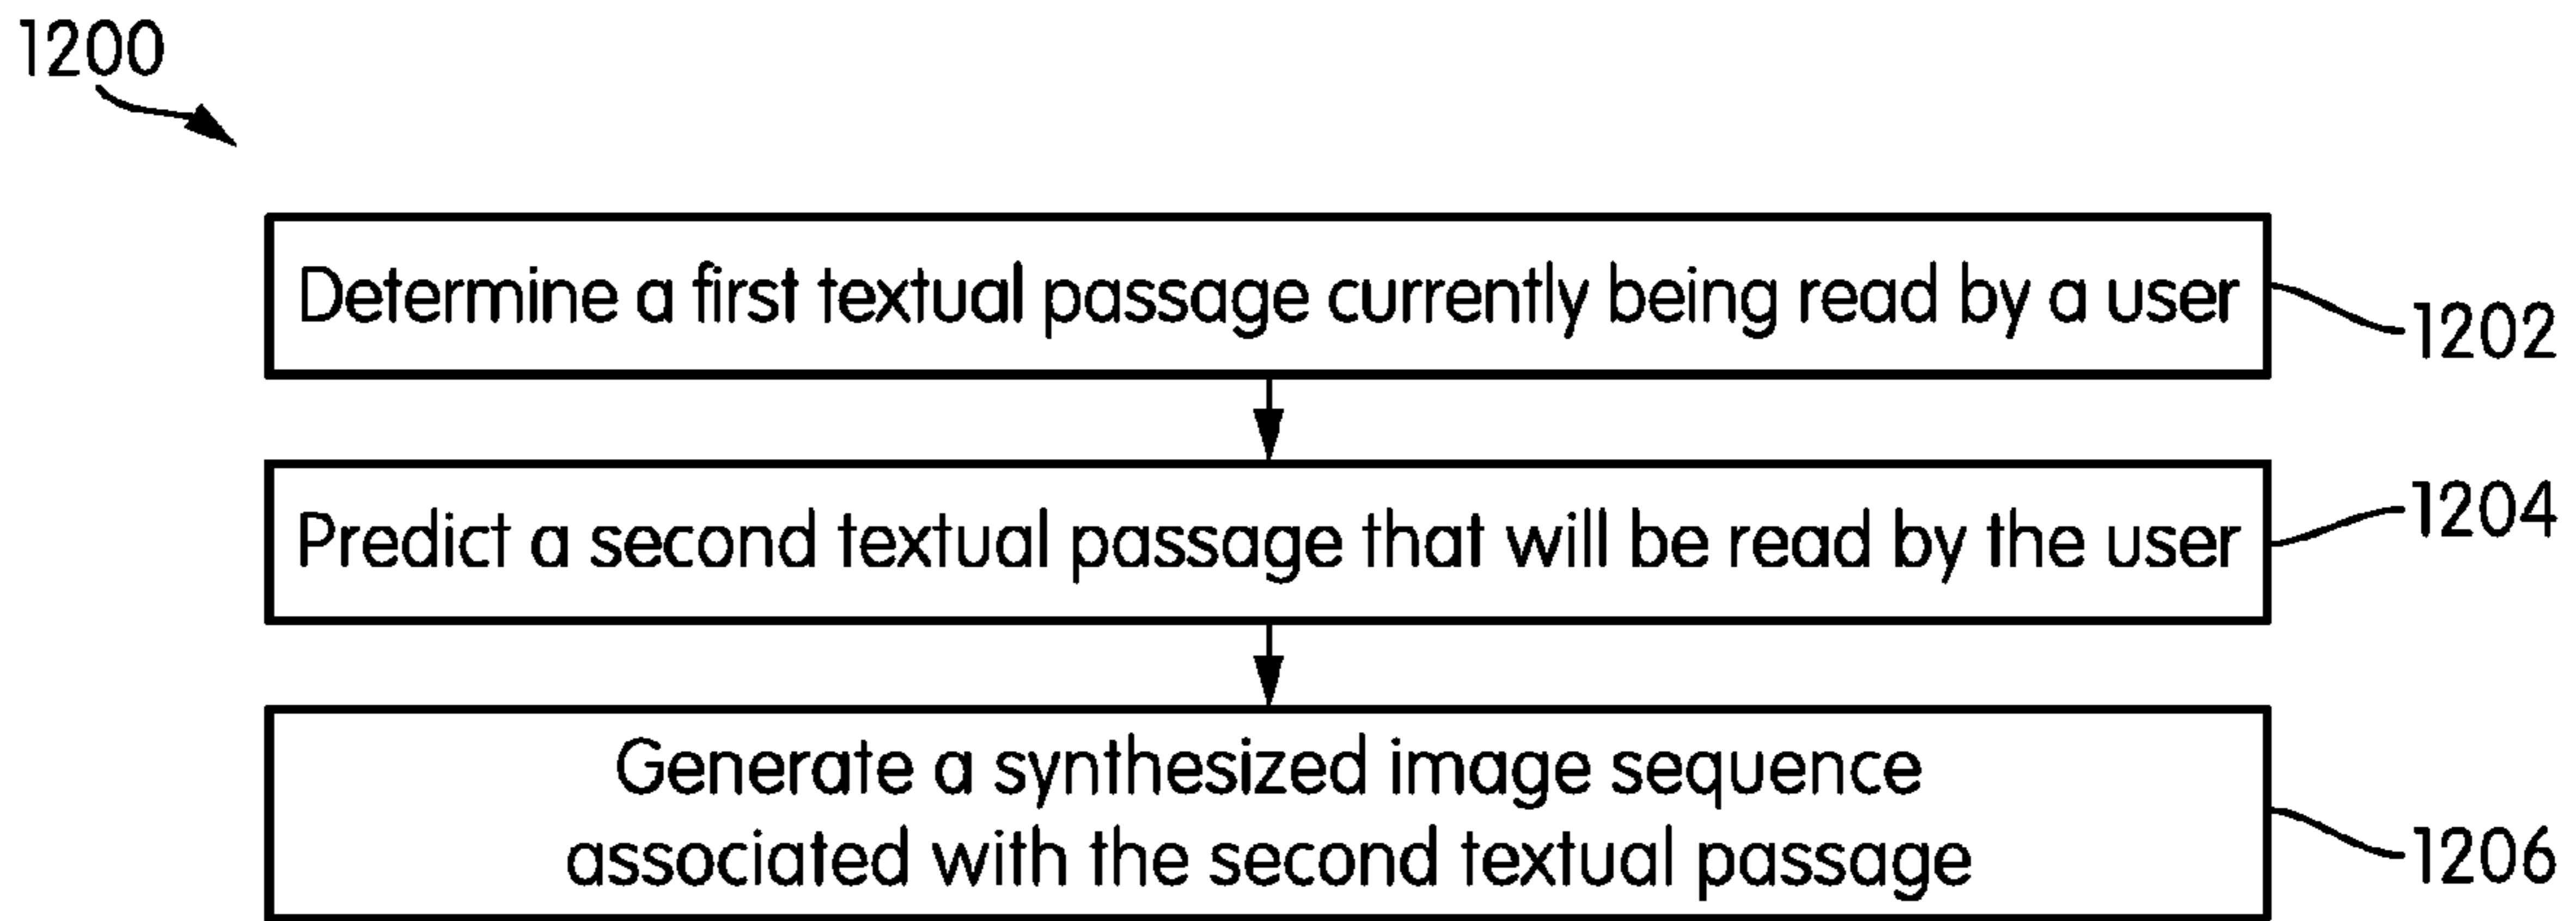 1200
Determine a first textual passage currently being read by a user
1202
Predict a second textual passage that will be read by the user
1204
Generate a synthesized image sequence
associated with the second textual passage
1206